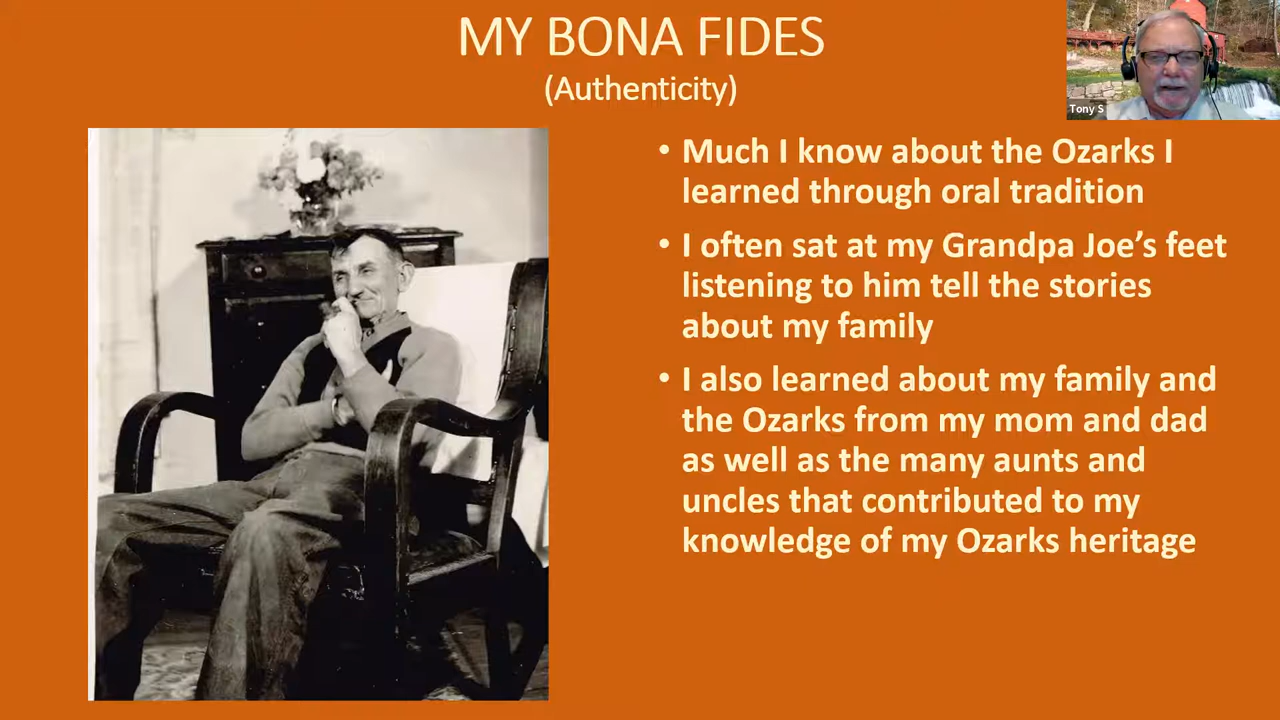 MY BONA FIDES
(Authenticity)
Tony S
• Much I know about the Ozarks I
learned through oral tradition
• I often sat at my Grandpa Joe’s feet
listening to him tell the stories
about my family
• I also learned about my family and
the Ozarks from my mom and dad
as well as the many aunts and
uncles that contributed to my
knowledge of my Ozarks heritage